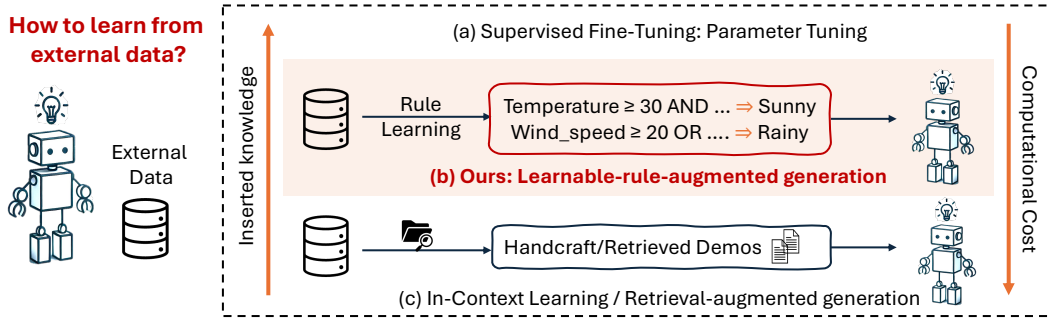 How to learn from
external data?
External
Data
Inserted knowledge
(a) Supervised Fine-Tuning: Parameter Tuning
Rule
Learning
Temperature ≥ 30 AND ... ⇒ Sunny
Wind_speed ≥ 20 OR .... ⇒ Rainy
(b) Ours: Learnable-rule-augmented generation
Handcraft/Retrieved Demos
(c) In-Context Learning / Retrieval-augmented generation
Computational Cost